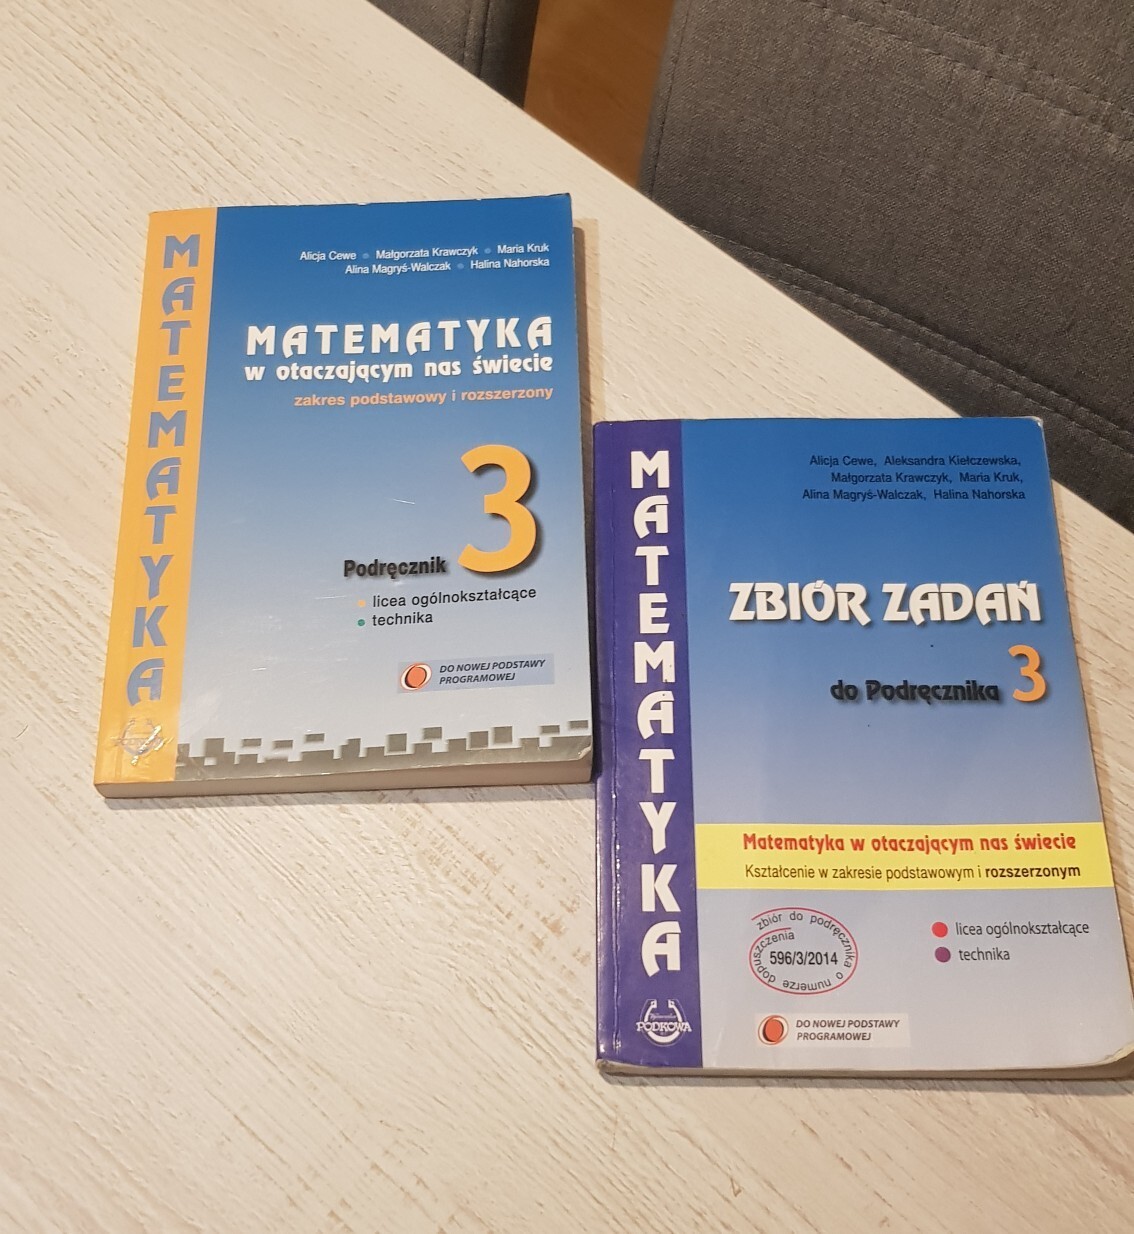 MATEMATYKA
Alicja Cewe • Małgorzata Krawczyk • Maria Kruk
Alina Magryś-Walczak • Halina Nahorska
MATEMATYKA
w otaczającym nas świecie
zakres podstawowy i rozszerzony
Podręcznik 3
licea ogólnokształcące
technika
DO NOWEJ PODSTAWY
PROGRAMOWEJ
PODKOWA
MATEMATYKA
Alicja Cewe, Aleksandra Kiełczewska,
Małgorzata Krawczyk, Maria Kruk,
Alina Magryś-Walczak, Halina Nahorska
ZBIÓR ZADAŃ
do Podręcznika 3
Matematyka w otaczającym nas świecie
Kształcenie w zakresie podstawowym i rozszerzonym
zbiór do podręcznika o numerze dopuszczenia
596/3/2014
licea ogólnokształcące
technika
DO NOWEJ PODSTAWY
PROGRAMOWEJ
PODKOWA